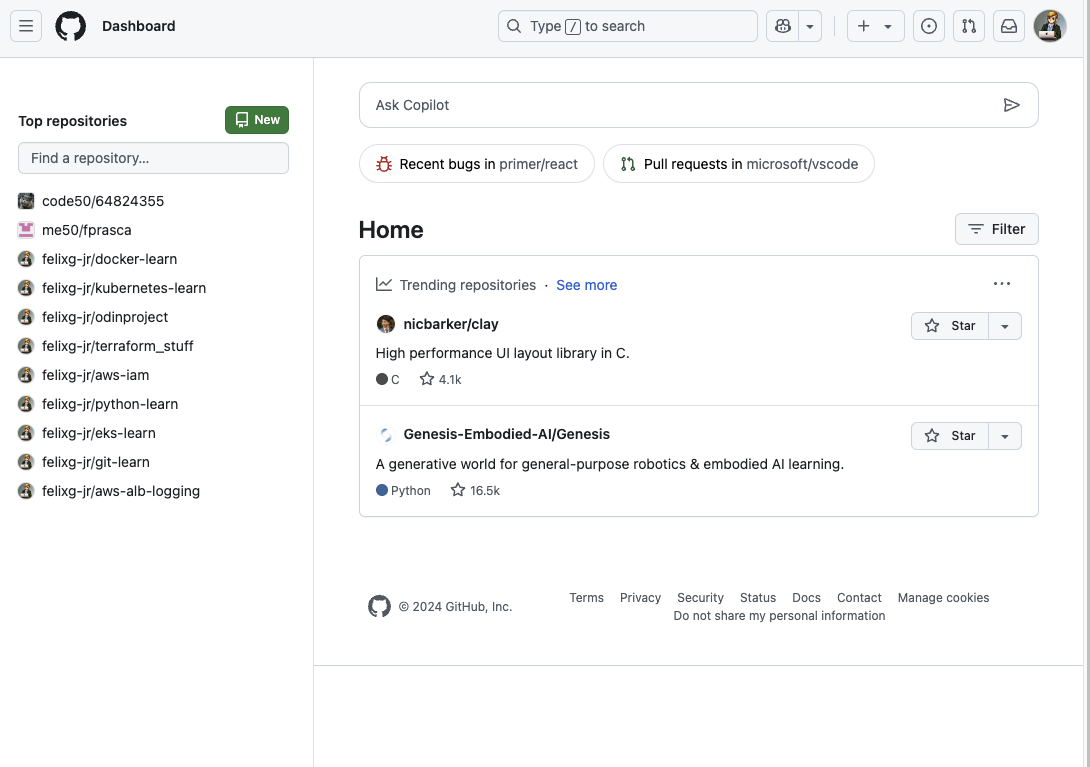 Dashboard
Type / to search
Top repositories
New
Find a repository...
code50/64824355
me50/fprasca
felixg-jr/docker-learn
felixg-jr/kubernetes-learn
felixg-jr/odinproject
felixg-jr/terraform_stuff
felixg-jr/aws-iam
felixg-jr/python-learn
felixg-jr/eks-learn
felixg-jr/git-learn
felixg-jr/aws-alb-logging
Ask Copilot
Recent bugs in primer/react
Pull requests in microsoft/vscode
Home
Filter
Trending repositories · See more
nicbarker/clay
Star
High performance UI layout library in C.
C 4.1k
Genesis-Embodied-AI/Genesis
Star
A generative world for general-purpose robotics & embodied AI learning.
Python 16.5k
© 2024 GitHub, Inc.
Terms Privacy Security Status Docs Contact Manage cookies
Do not share my personal information